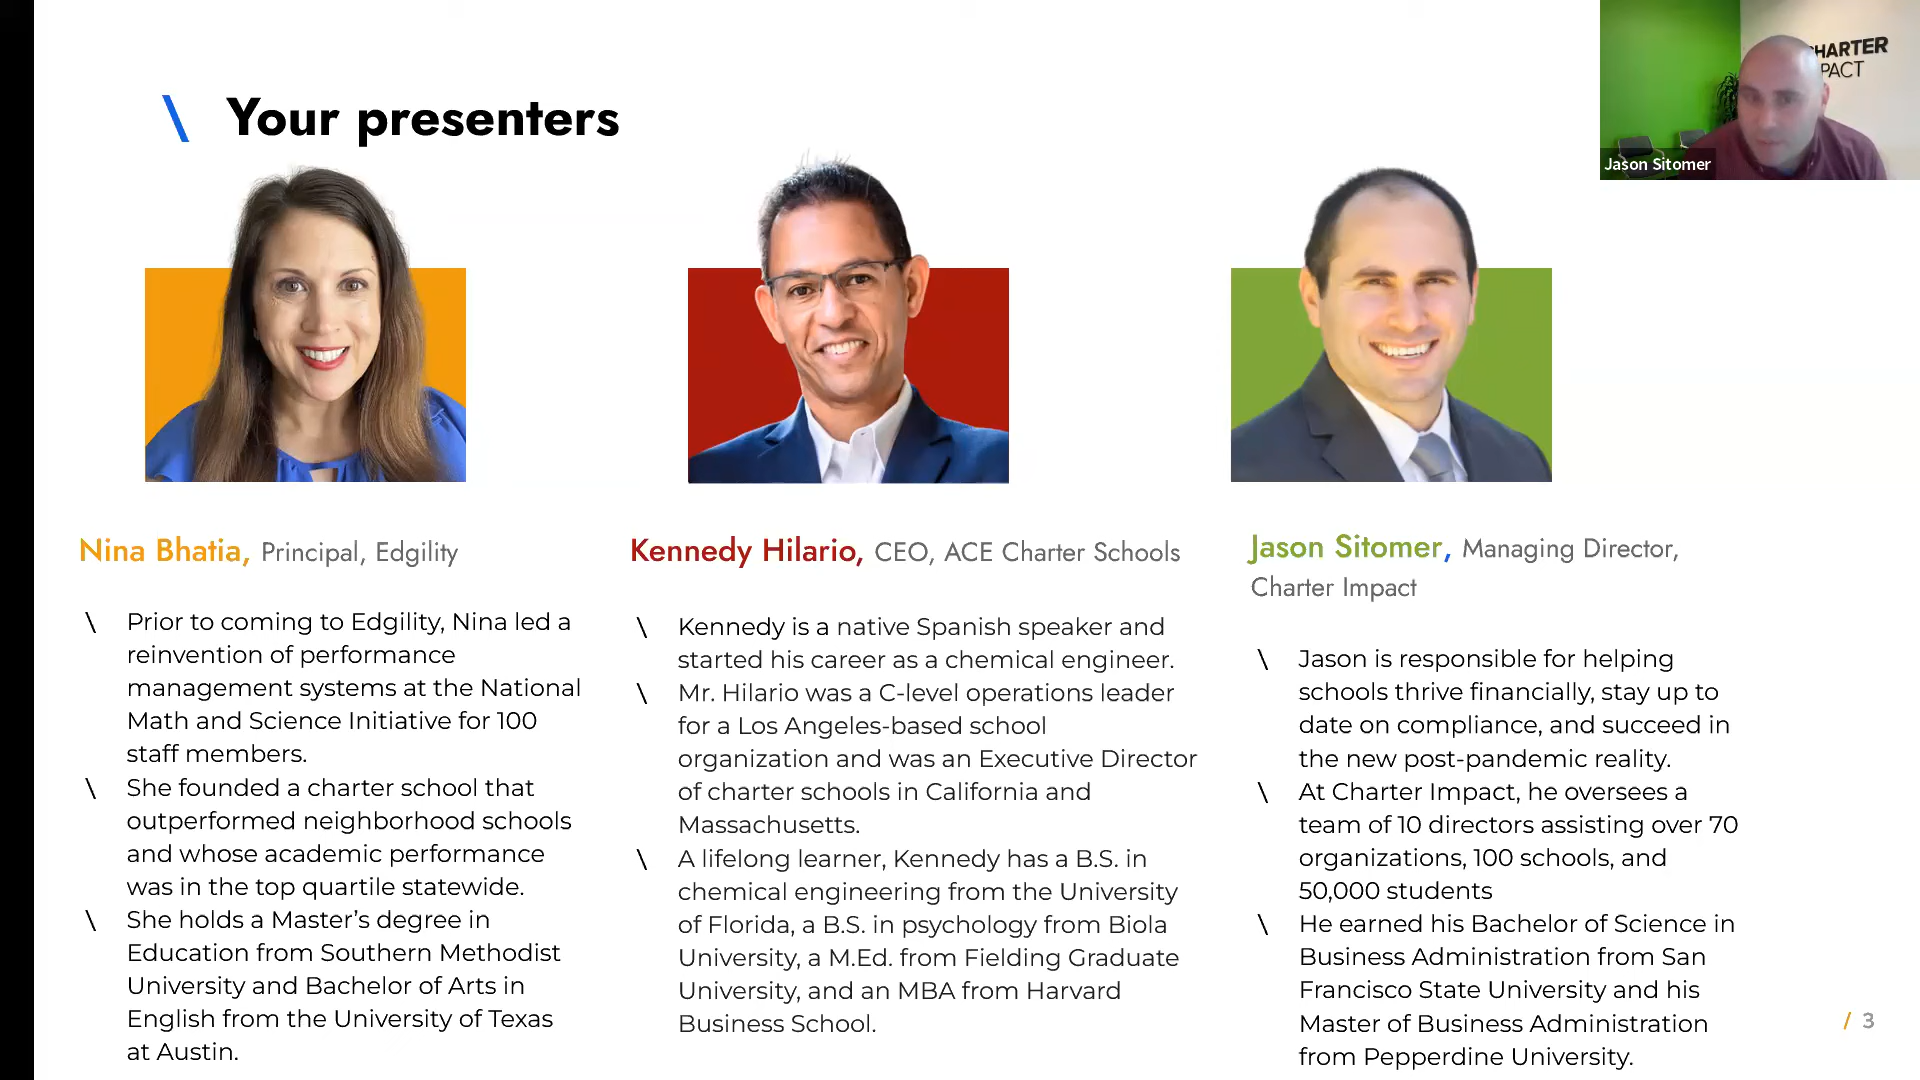 \ Your presenters
HARTER
PACT
Jason Sitomer
Nina Bhatia, Principal, Edgility
\ Prior to coming to Edgility, Nina led a
reinvention of performance
management systems at the National
Math and Science Initiative for 100
staff members.
\ She founded a charter school that
outperformed neighborhood schools
and whose academic performance
was in the top quartile statewide.
\ She holds a Master’s degree in
Education from Southern Methodist
University and Bachelor of Arts in
English from the University of Texas
at Austin.
Kennedy Hilario, CEO, ACE Charter Schools
\ Kennedy is a native Spanish speaker and
started his career as a chemical engineer.
\ Mr. Hilario was a C-level operations leader
for a Los Angeles-based school
organization and was an Executive Director
of charter schools in California and
Massachusetts.
\ A lifelong learner, Kennedy has a B.S. in
chemical engineering from the University
of Florida, a B.S. in psychology from Biola
University, a M.Ed. from Fielding Graduate
University, and an MBA from Harvard
Business School.
Jason Sitomer, Managing Director,
Charter Impact
\ Jason is responsible for helping
schools thrive financially, stay up to
date on compliance, and succeed in
the new post-pandemic reality.
\ At Charter Impact, he oversees a
team of 10 directors assisting over 70
organizations, 100 schools, and
50,000 students
\ He earned his Bachelor of Science in
Business Administration from San
Francisco State University and his
Master of Business Administration
from Pepperdine University.
/ 3